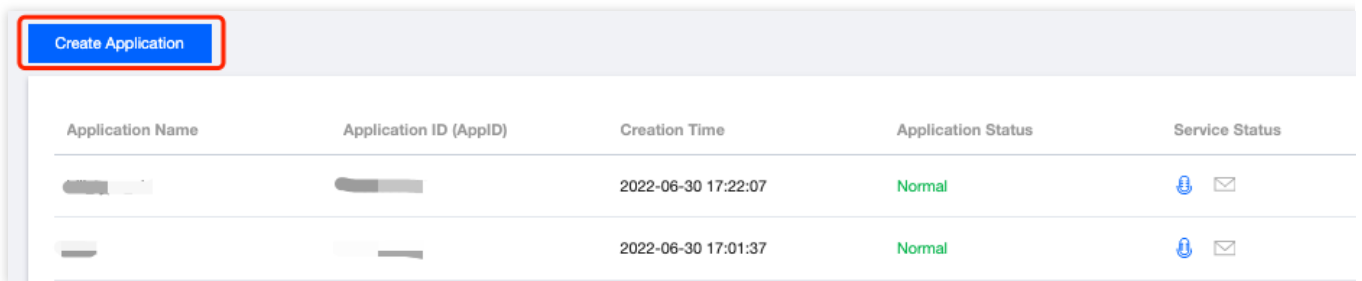 Create Application
Application Name Application ID (AppID) Creation Time Application Status Service Status
2022-06-30 17:22:07 Normal
2022-06-30 17:01:37 Normal